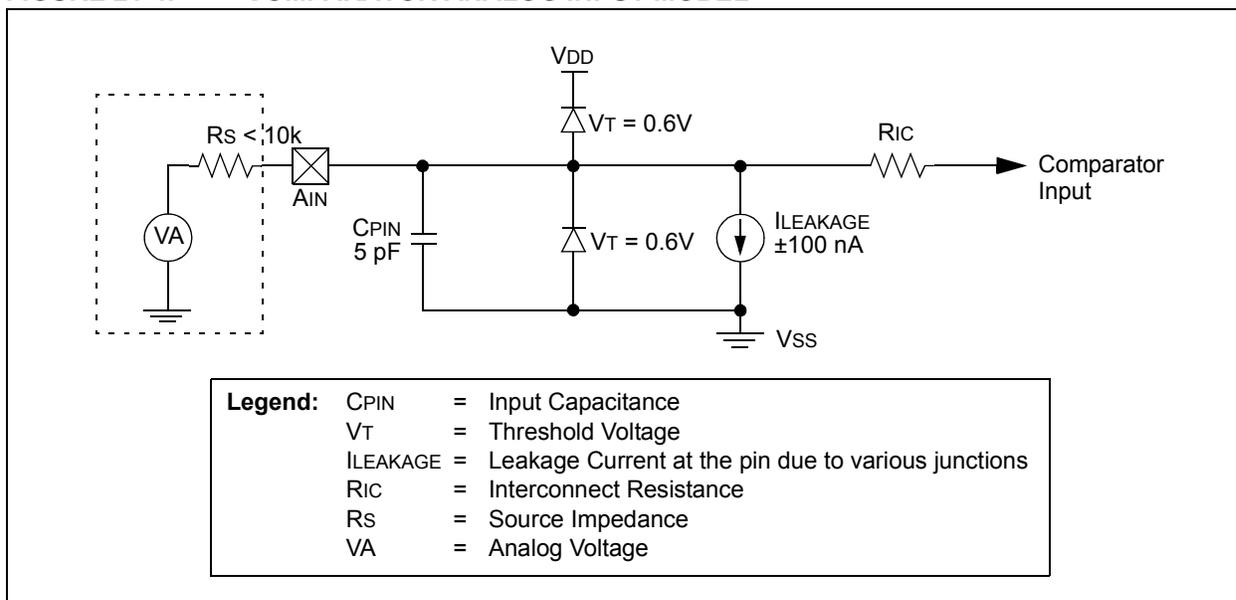 VDD
VT = 0.6V
RS < 10k
RIC
AIN
Comparator
Input
VA
CPIN
5 pF
VT = 0.6V
ILEAKAGE
±100 nA
VSS
Legend: CPIN = Input Capacitance
VT = Threshold Voltage
ILEAKAGE = Leakage Current at the pin due to various junctions
RIC = Interconnect Resistance
RS = Source Impedance
VA = Analog Voltage